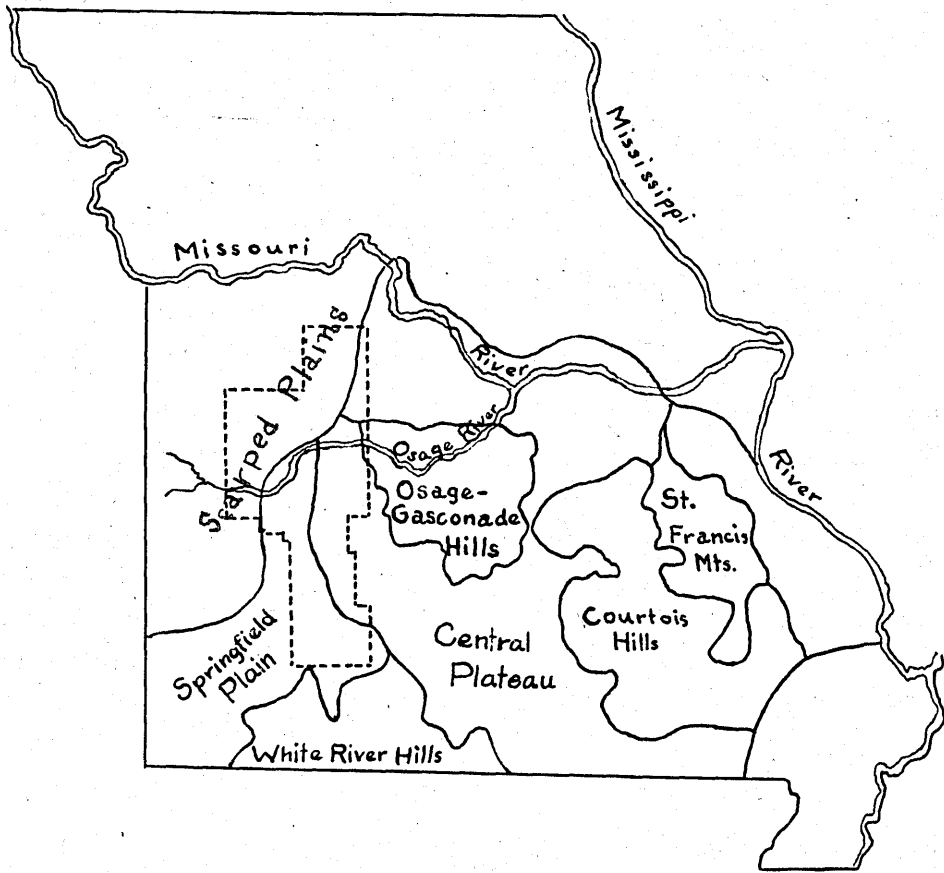 Mississippi
Missouri
Scarped Plains
River
Osage River
River
Osage-
Gasconade
Hills
St.
Francis
Mts.
Courtois
Hills
Central
Plateau
Springfield
Plain
White River Hills